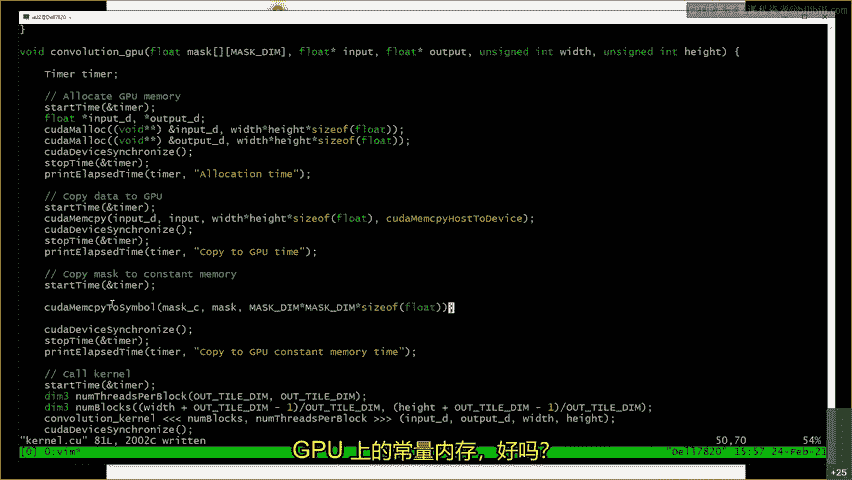 }
void convolution_gpu(float mask[][MASK_DIM], float* input, float* output, unsigned int width, unsigned int height) {
Timer timer;
// Allocate GPU memory
startTime(&timer);
float *input_d, *output_d;
cudaMalloc((void**) &input_d, width*height*sizeof(float));
cudaMalloc((void**) &output_d, width*height*sizeof(float));
cudaDeviceSynchronize();
stopTime(&timer);
printElapsedTime(timer, "Allocation time");
// Copy data to GPU
startTime(&timer);
cudaMemcpy(input_d, input, width*height*sizeof(float), cudaMemcpyHostToDevice);
cudaDeviceSynchronize();
stopTime(&timer);
printElapsedTime(timer, "Copy to GPU time");
// Copy mask to constant memory
startTime(&timer);
cudaMemcpyToSymbol(mask_c, mask, MASK_DIM*MASK_DIM*sizeof(float));
cudaDeviceSynchronize();
stopTime(&timer);
printElapsedTime(timer, "Copy to GPU constant memory time");
// Call kernel
startTime(&timer);
dim3 numThreadsPerBlock(OUT_TILE_DIM, OUT_TILE_DIM);
dim3 numBlocks((width + OUT_TILE_DIM - 1)/OUT_TILE_DIM, (height + OUT_TILE_DIM - 1)/OUT_TILE_DIM);
convolution_kernel <<< numBlocks, numThreadsPerBlock >>> (input_d, output_d, width, height);
cudaDeviceSynchronize();
"kernel.cu" 81L, 2002c written 50,70 54%
GPU 上的常量内存，好吗？
[0] 0:vim* "Dell7820" 15:57 24-Feb-21
+25